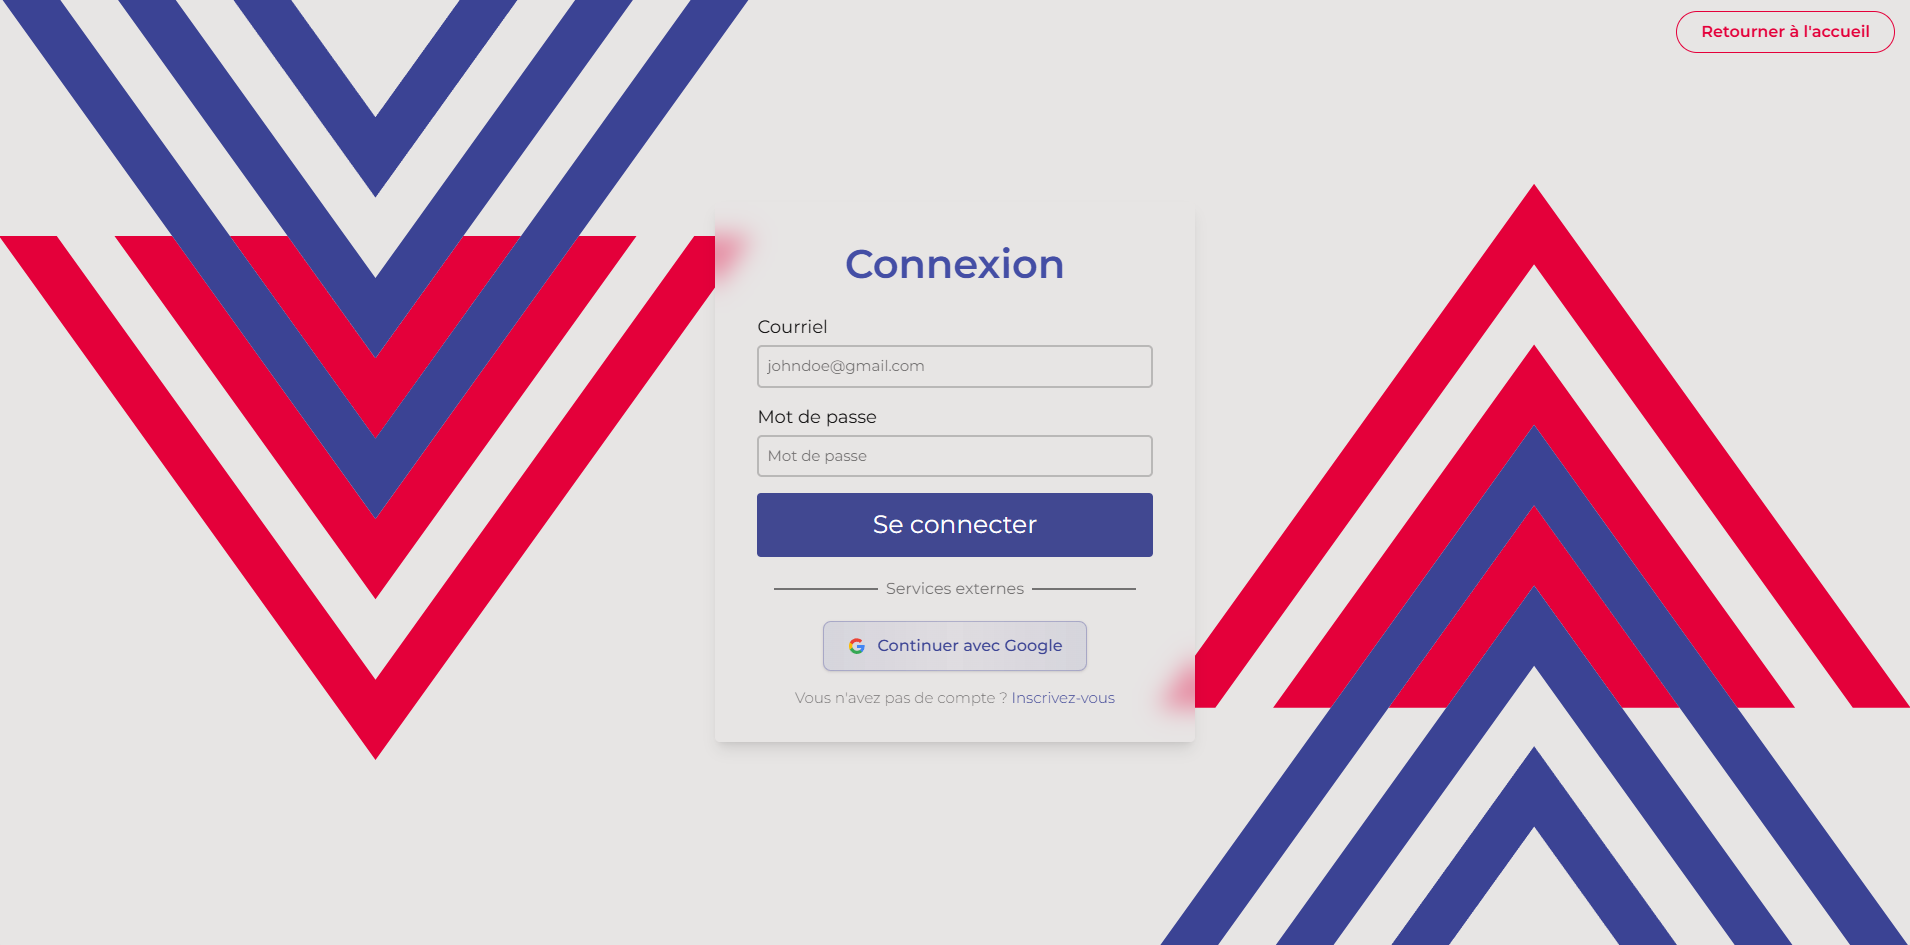 Retourner à l'accueil
Connexion
Courriel
johndoe@gmail.com
Mot de passe
Mot de passe
Se connecter
Services externes
Continuer avec Google
Vous n'avez pas de compte ? Inscrivez-vous